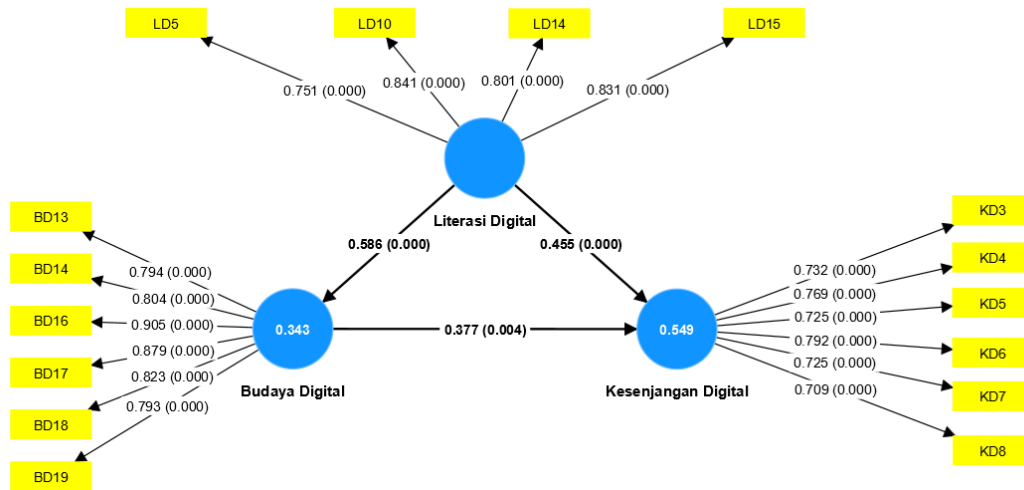 LD5
LD10
LD14
LD15
0.751 (0.000)
0.841 (0.000)
0.801 (0.000)
0.831 (0.000)
Literasi Digital
0.586 (0.000)
0.455 (0.000)
BD13
BD14
BD16
BD17
BD18
BD19
0.794 (0.000)
0.804 (0.000)
0.905 (0.000)
0.879 (0.000)
0.823 (0.000)
0.793 (0.000)
0.343
Budaya Digital
0.377 (0.004)
0.549
Kesenjangan Digital
0.732 (0.000)
0.769 (0.000)
0.725 (0.000)
0.792 (0.000)
0.725 (0.000)
0.709 (0.000)
KD3
KD4
KD5
KD6
KD7
KD8